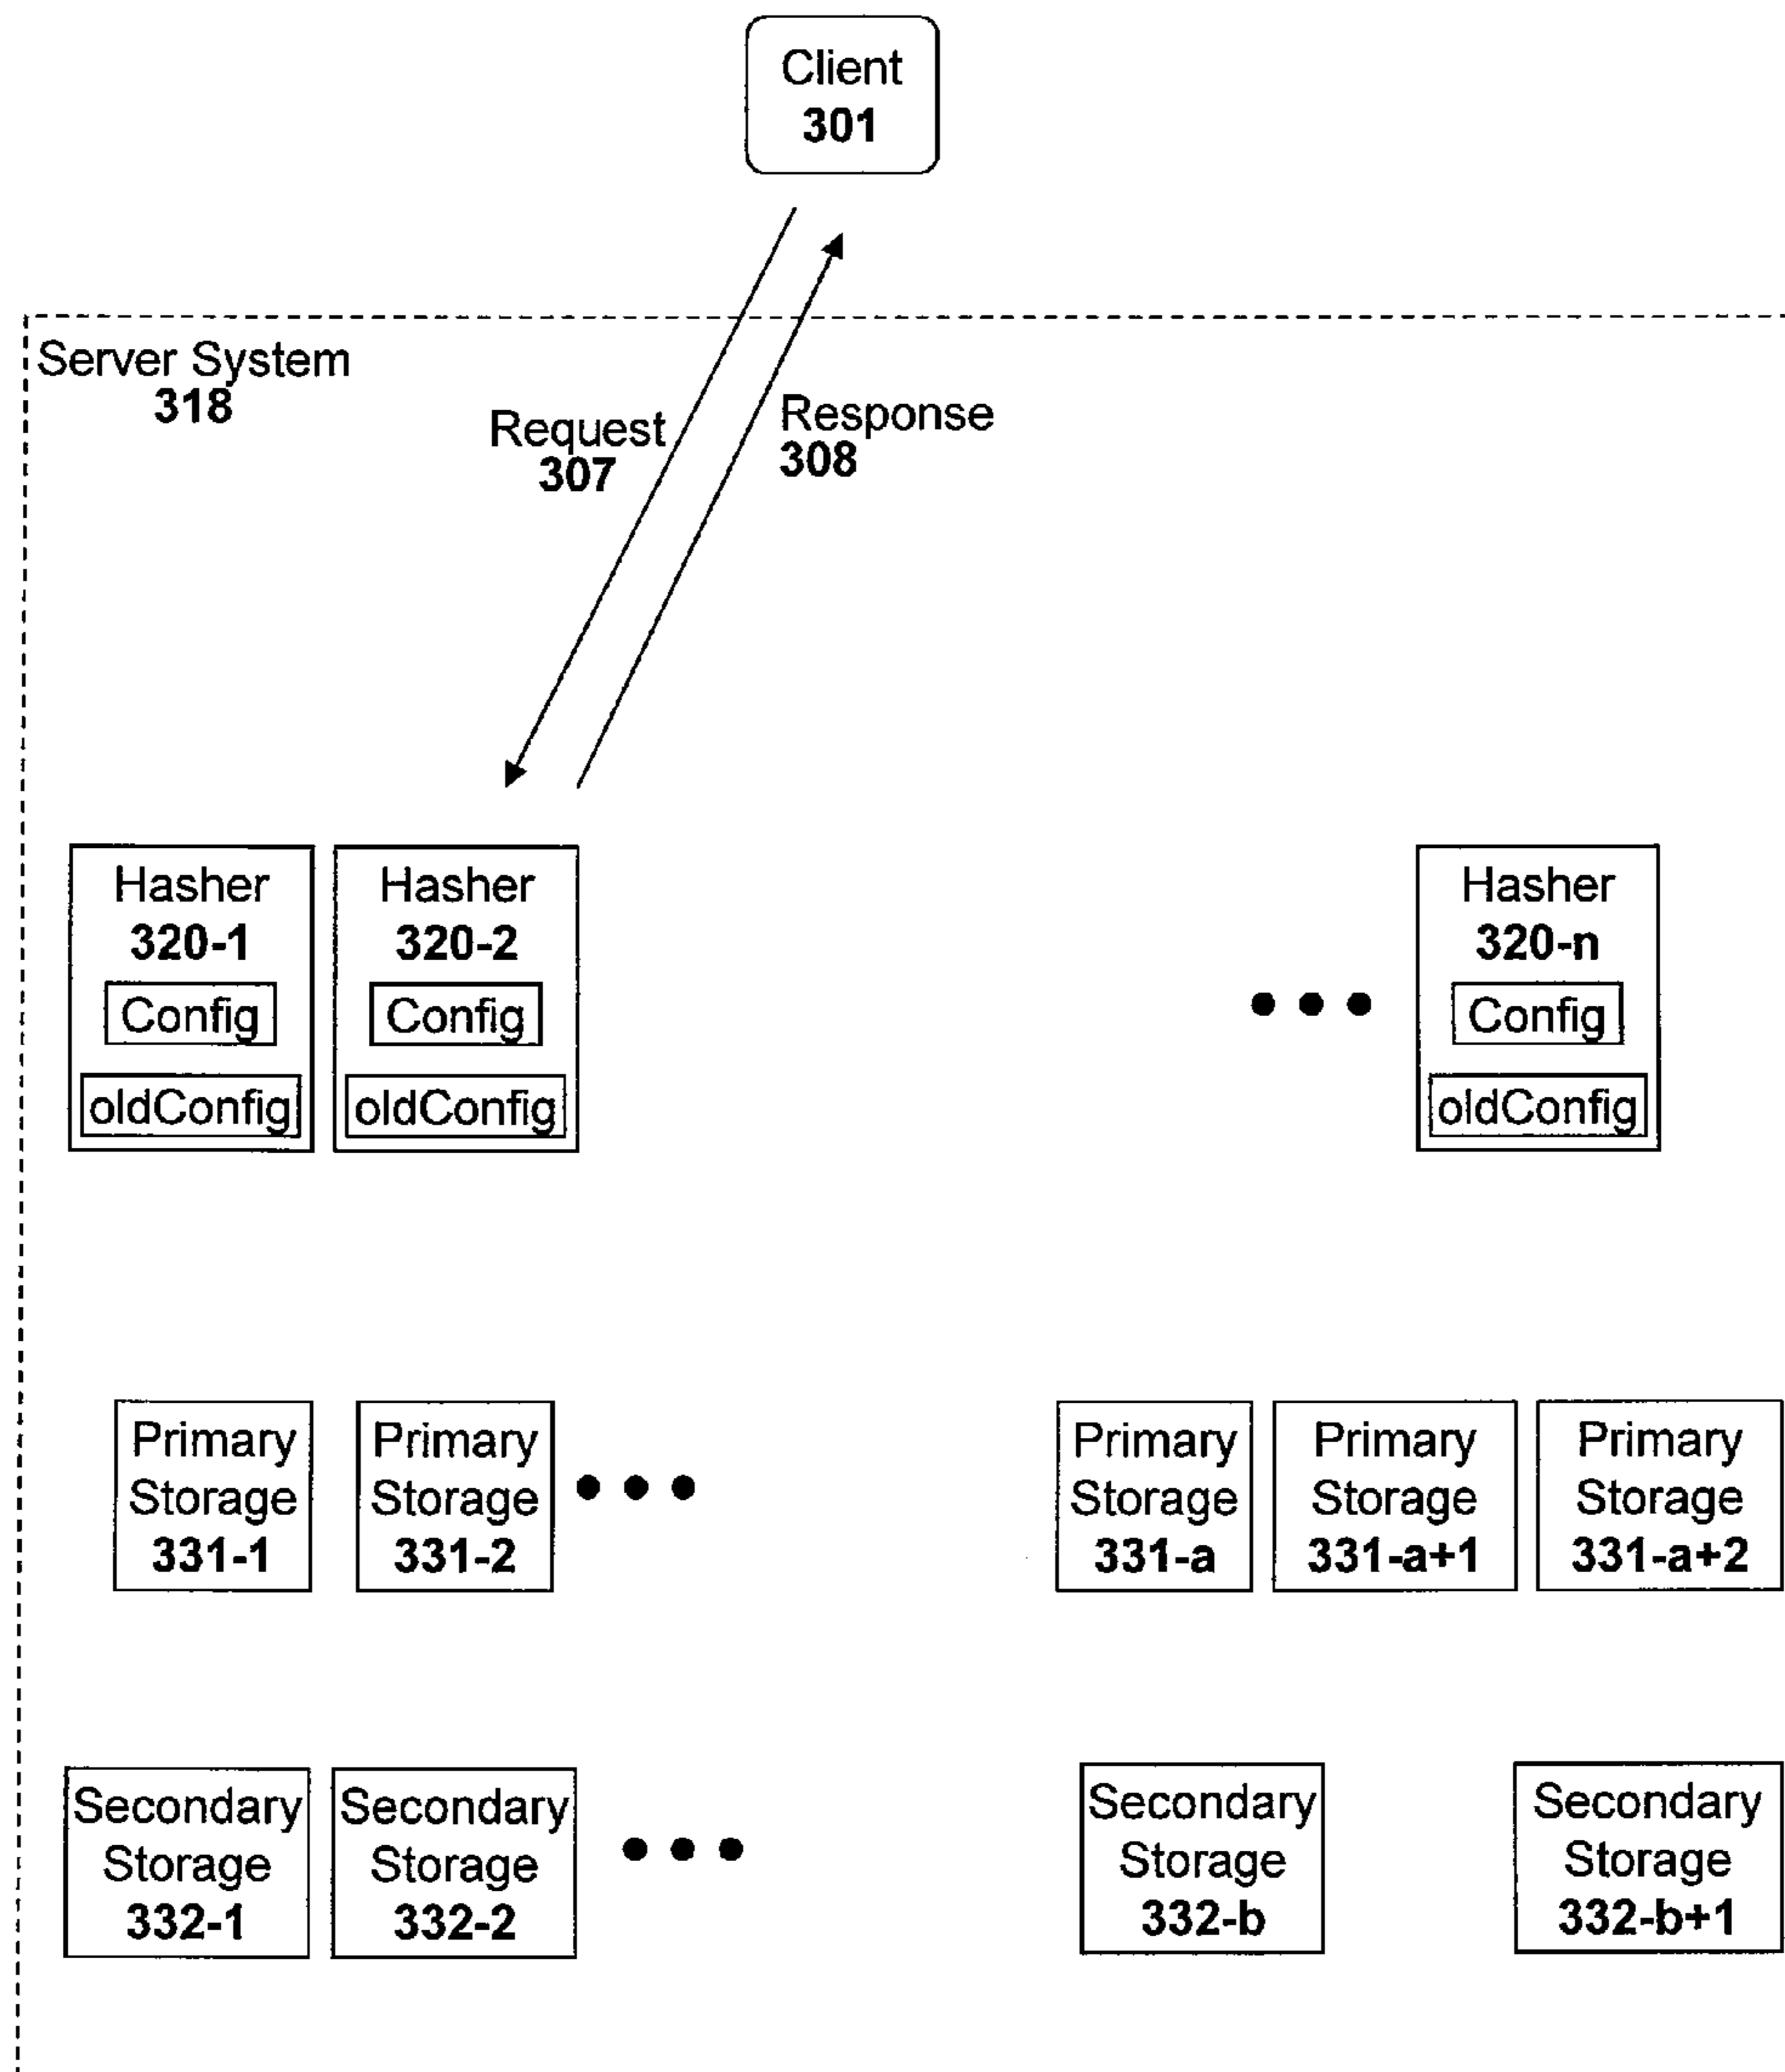 Client
301
Server System
318
Request
307
Response
308
Hasher
320-1
Config
oldConfig
Hasher
320-2
Config
oldConfig
Hasher
320-n
Config
oldConfig
Primary
Storage
331-1
Primary
Storage
331-2
Primary
Storage
331-a
Primary
Storage
331-a+1
Primary
Storage
331-a+2
Secondary
Storage
332-1
Secondary
Storage
332-2
Secondary
Storage
332-b
Secondary
Storage
332-b+1